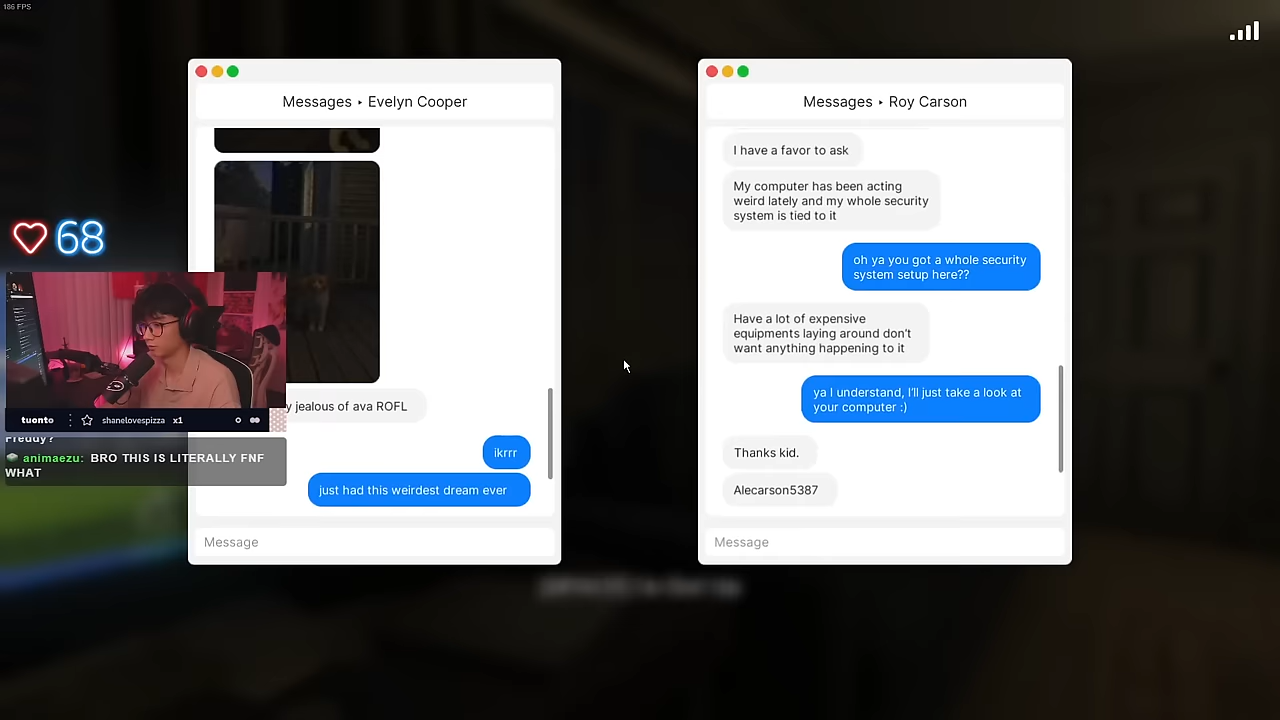 186 FPS
Messages ‣ Evelyn Cooper
y jealous of ava ROFL
ikrrr
just had this weirdest dream ever
Message
Messages ‣ Roy Carson
I have a favor to ask
My computer has been acting
weird lately and my whole security
system is tied to it
oh ya you got a whole security
system setup here??
Have a lot of expensive
equipments laying around don't
want anything happening to it
ya I understand, I'll just take a look at
your computer :)
Thanks kid.
Alecarson5387
Message
68
tuonto
shanelovespizza x1
Freddy?
animaezu: BRO THIS IS LITERALLY FNF
WHAT